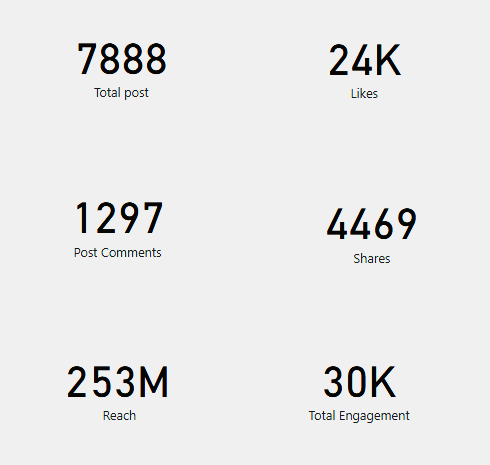 7888
Total post
24K
Likes
1297
Post Comments
4469
Shares
253M
Reach
30K
Total Engagement